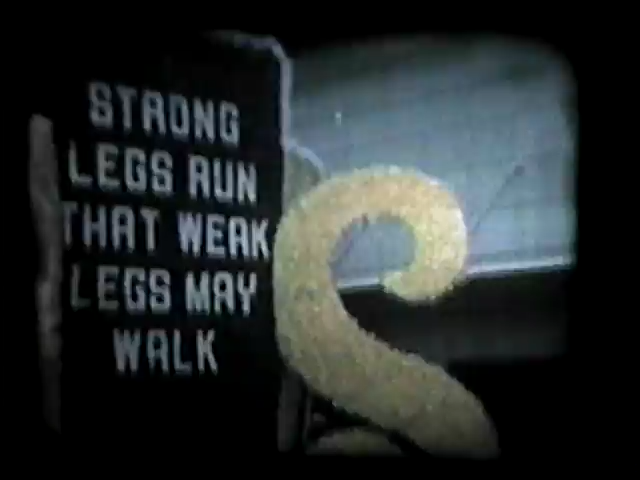 STRONG
LEGS RUN
THAT WEAK
LEGS MAY
WALK